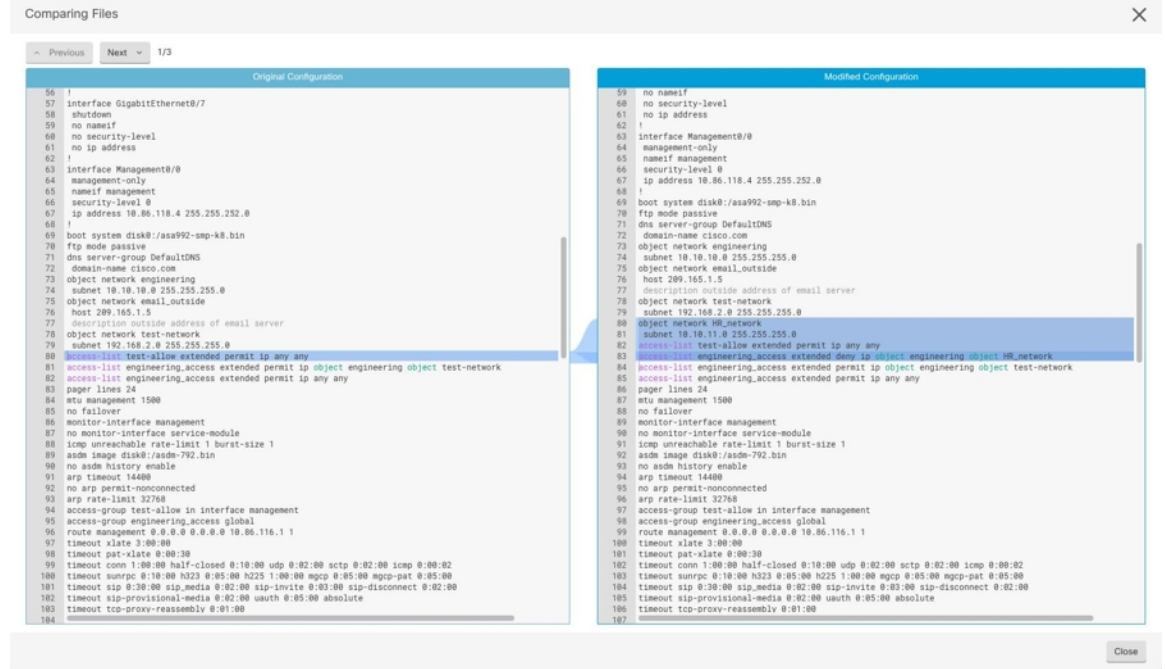 Comparing Files
Previous
Next
1/3
Original Configuration
56 !
57 interface GigabitEthernet0/7
58 shutdown
59 no nameif
60 no security-level
61 no ip address
62 !
63 interface Management0/0
64 management-only
65 nameif management
66 security-level 0
67 ip address 10.86.118.4 255.255.252.0
68 !
69 boot system disk0:/asa992-smp-k8.bin
70 ftp mode passive
71 dns server-group DefaultDNS
72 domain-name cisco.com
73 object network engineering
74 subnet 10.10.10.0 255.255.255.0
75 object network email_outside
76 host 209.165.1.5
77 description outside address of email server
78 object network test-network
79 subnet 192.168.2.0 255.255.255.0
80 access-list test-allow extended permit ip any any
81 access-list engineering_access extended permit ip object engineering object test-network
82 access-list engineering_access extended permit ip any any
83 pager lines 24
84 mtu management 1500
85 no failover
86 monitor-interface management
87 no monitor-interface service-module
88 icmp unreachable rate-limit 1 burst-size 1
89 asdm image disk0:/asdm-792.bin
90 no asdm history enable
91 arp timeout 14400
92 no arp permit-nonconnected
93 arp rate-limit 32768
94 access-group test-allow in interface management
95 access-group engineering_access global
96 route management 0.0.0.0 0.0.0.0 10.86.116.1 1
97 timeout xlate 3:00:00
98 timeout pat-xlate 0:00:30
99 timeout conn 1:00:00 half-closed 0:10:00 udp 0:02:00 sctp 0:02:00 icmp 0:00:02
100 timeout sunrpc 0:10:00 h323 0:05:00 h225 1:00:00 mgcp 0:05:00 mgcp-pat 0:05:00
101 timeout sip 0:30:00 sip_media 0:02:00 sip-invite 0:03:00 sip-disconnect 0:02:00
102 timeout sip-provisional-media 0:02:00 uauth 0:05:00 absolute
103 timeout tcp-proxy-reassembly 0:01:00
104
Modified Configuration
59 no nameif
60 no security-level
61 no ip address
62 !
63 interface Management0/0
64 management-only
65 nameif management
66 security-level 0
67 ip address 10.86.118.4 255.255.252.0
68 !
69 boot system disk0:/asa992-smp-k8.bin
70 ftp mode passive
71 dns server-group DefaultDNS
72 domain-name cisco.com
73 object network engineering
74 subnet 10.10.10.0 255.255.255.0
75 object network email_outside
76 host 209.165.1.5
77 description outside address of email server
78 object network test-network
79 subnet 192.168.2.0 255.255.255.0
80 object network HR_network
81 subnet 10.10.11.0 255.255.255.0
82 access-list test-allow extended permit ip any any
83 access-list engineering_access extended deny ip object engineering object HR_network
84 access-list engineering_access extended permit ip object engineering object test-network
85 access-list engineering_access extended permit ip any any
86 pager lines 24
87 mtu management 1500
88 no failover
89 monitor-interface management
90 no monitor-interface service-module
91 icmp unreachable rate-limit 1 burst-size 1
92 asdm image disk0:/asdm-792.bin
93 no asdm history enable
94 arp timeout 14400
95 no arp permit-nonconnected
96 arp rate-limit 32768
97 access-group test-allow in interface management
98 access-group engineering_access global
99 route management 0.0.0.0 0.0.0.0 10.86.116.1 1
100 timeout xlate 3:00:00
101 timeout pat-xlate 0:00:30
102 timeout conn 1:00:00 half-closed 0:10:00 udp 0:02:00 sctp 0:02:00 icmp 0:00:02
103 timeout sunrpc 0:10:00 h323 0:05:00 h225 1:00:00 mgcp 0:05:00 mgcp-pat 0:05:00
104 timeout sip 0:30:00 sip_media 0:02:00 sip-invite 0:03:00 sip-disconnect 0:02:00
105 timeout sip-provisional-media 0:02:00 uauth 0:05:00 absolute
106 timeout tcp-proxy-reassembly 0:01:00
107
Close